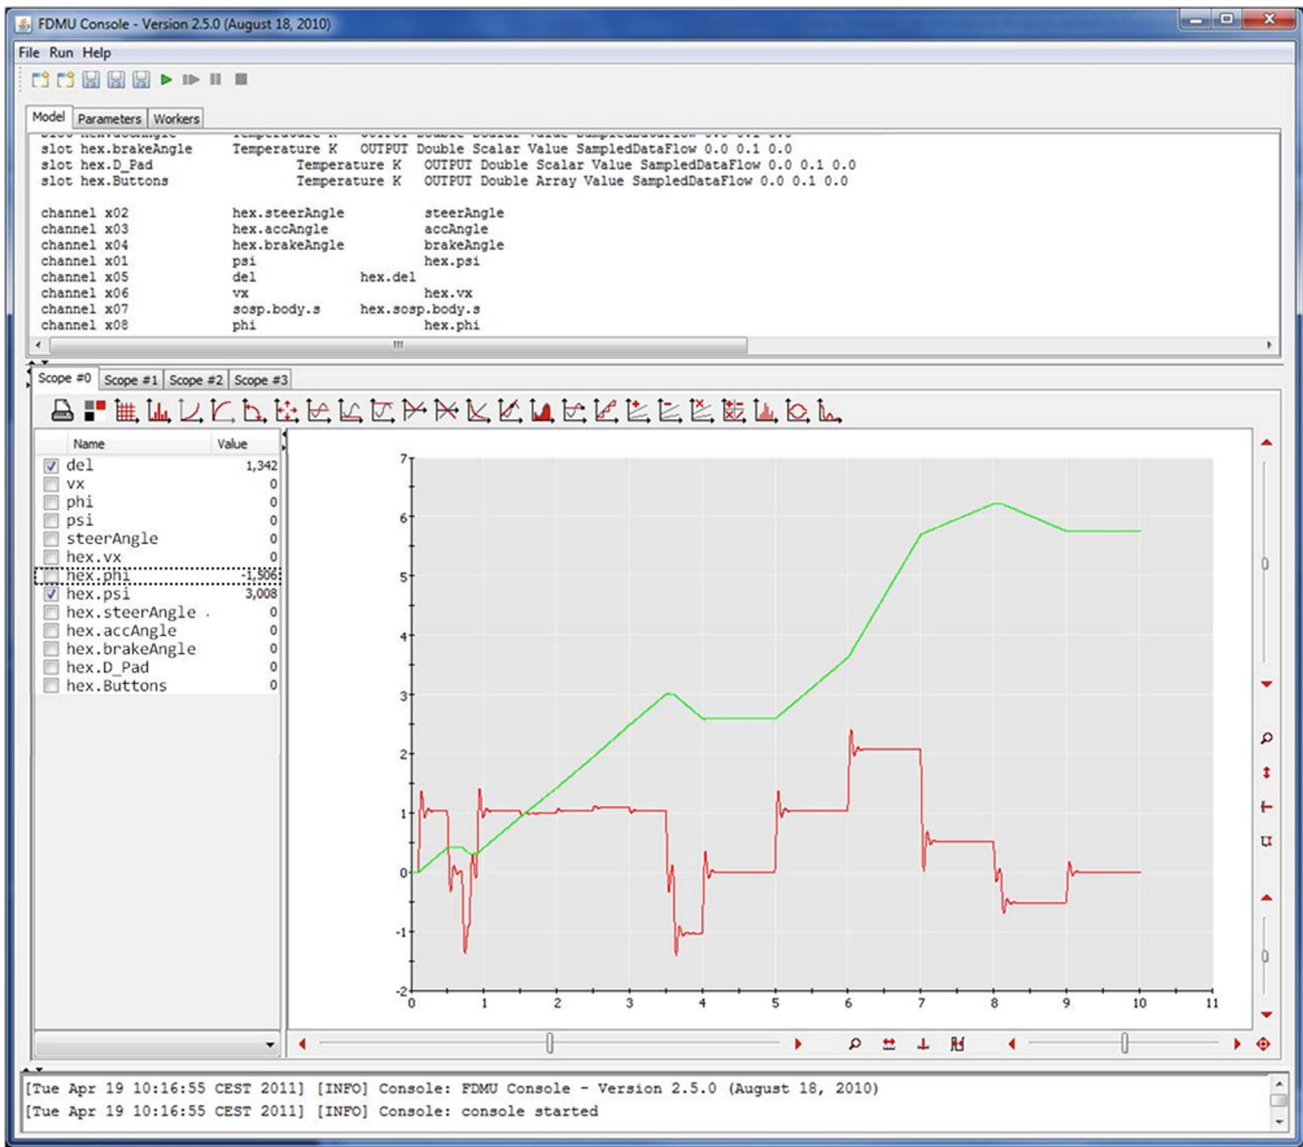 FDMU Console - Version 2.5.0 (August 18, 2010)
File Run Help
Model Parameters Workers
slot hex.brakeAngle Temperature K OUTPUT Double Scalar Value SampledDataFlow 0.0 0.1 0.0
slot hex.D_Pad Temperature K OUTPUT Double Scalar Value SampledDataFlow 0.0 0.1 0.0
slot hex.Buttons Temperature K OUTPUT Double Array Value SampledDataFlow 0.0 0.1 0.0
channel x02 hex.steerAngle steerAngle
channel x03 hex.accAngle accAngle
channel x04 hex.brakeAngle brakeAngle
channel x01 psi hex.psi
channel x05 del hex.del
channel x06 vx hex.vx
channel x07 sosp.body.s hex.sosp.body.s
channel x08 phi hex.phi
Scope #0 Scope #1 Scope #2 Scope #3
Name Value
del 1,342
vx 0
phi 0
psi 0
steerAngle 0
hex.vx 0
hex.phi -1,506
hex.psi 3,008
hex.steerAngle . 0
hex.accAngle 0
hex.brakeAngle 0
hex.D_Pad 0
hex.Buttons 0
7
6
5
4
3
2
1
0
-1
-2
0 1 2 3 4 5 6 7 8 9 10 11
[Tue Apr 19 10:16:55 CEST 2011] [INFO] Console: FDMU Console - Version 2.5.0 (August 18, 2010)
[Tue Apr 19 10:16:55 CEST 2011] [INFO] Console: console started